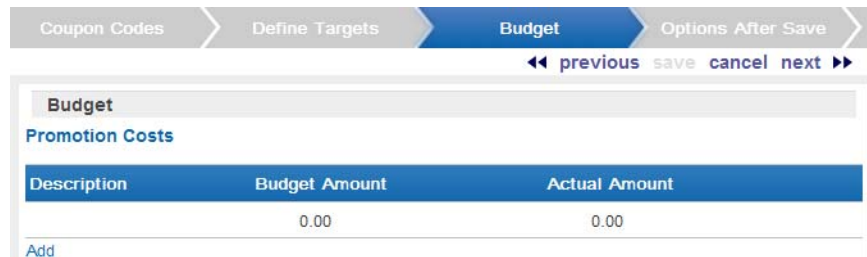 Coupon Codes Define Targets Budget Options After Save
previous save cancel next
Budget
Promotion Costs
Description Budget Amount Actual Amount
0.00 0.00
Add